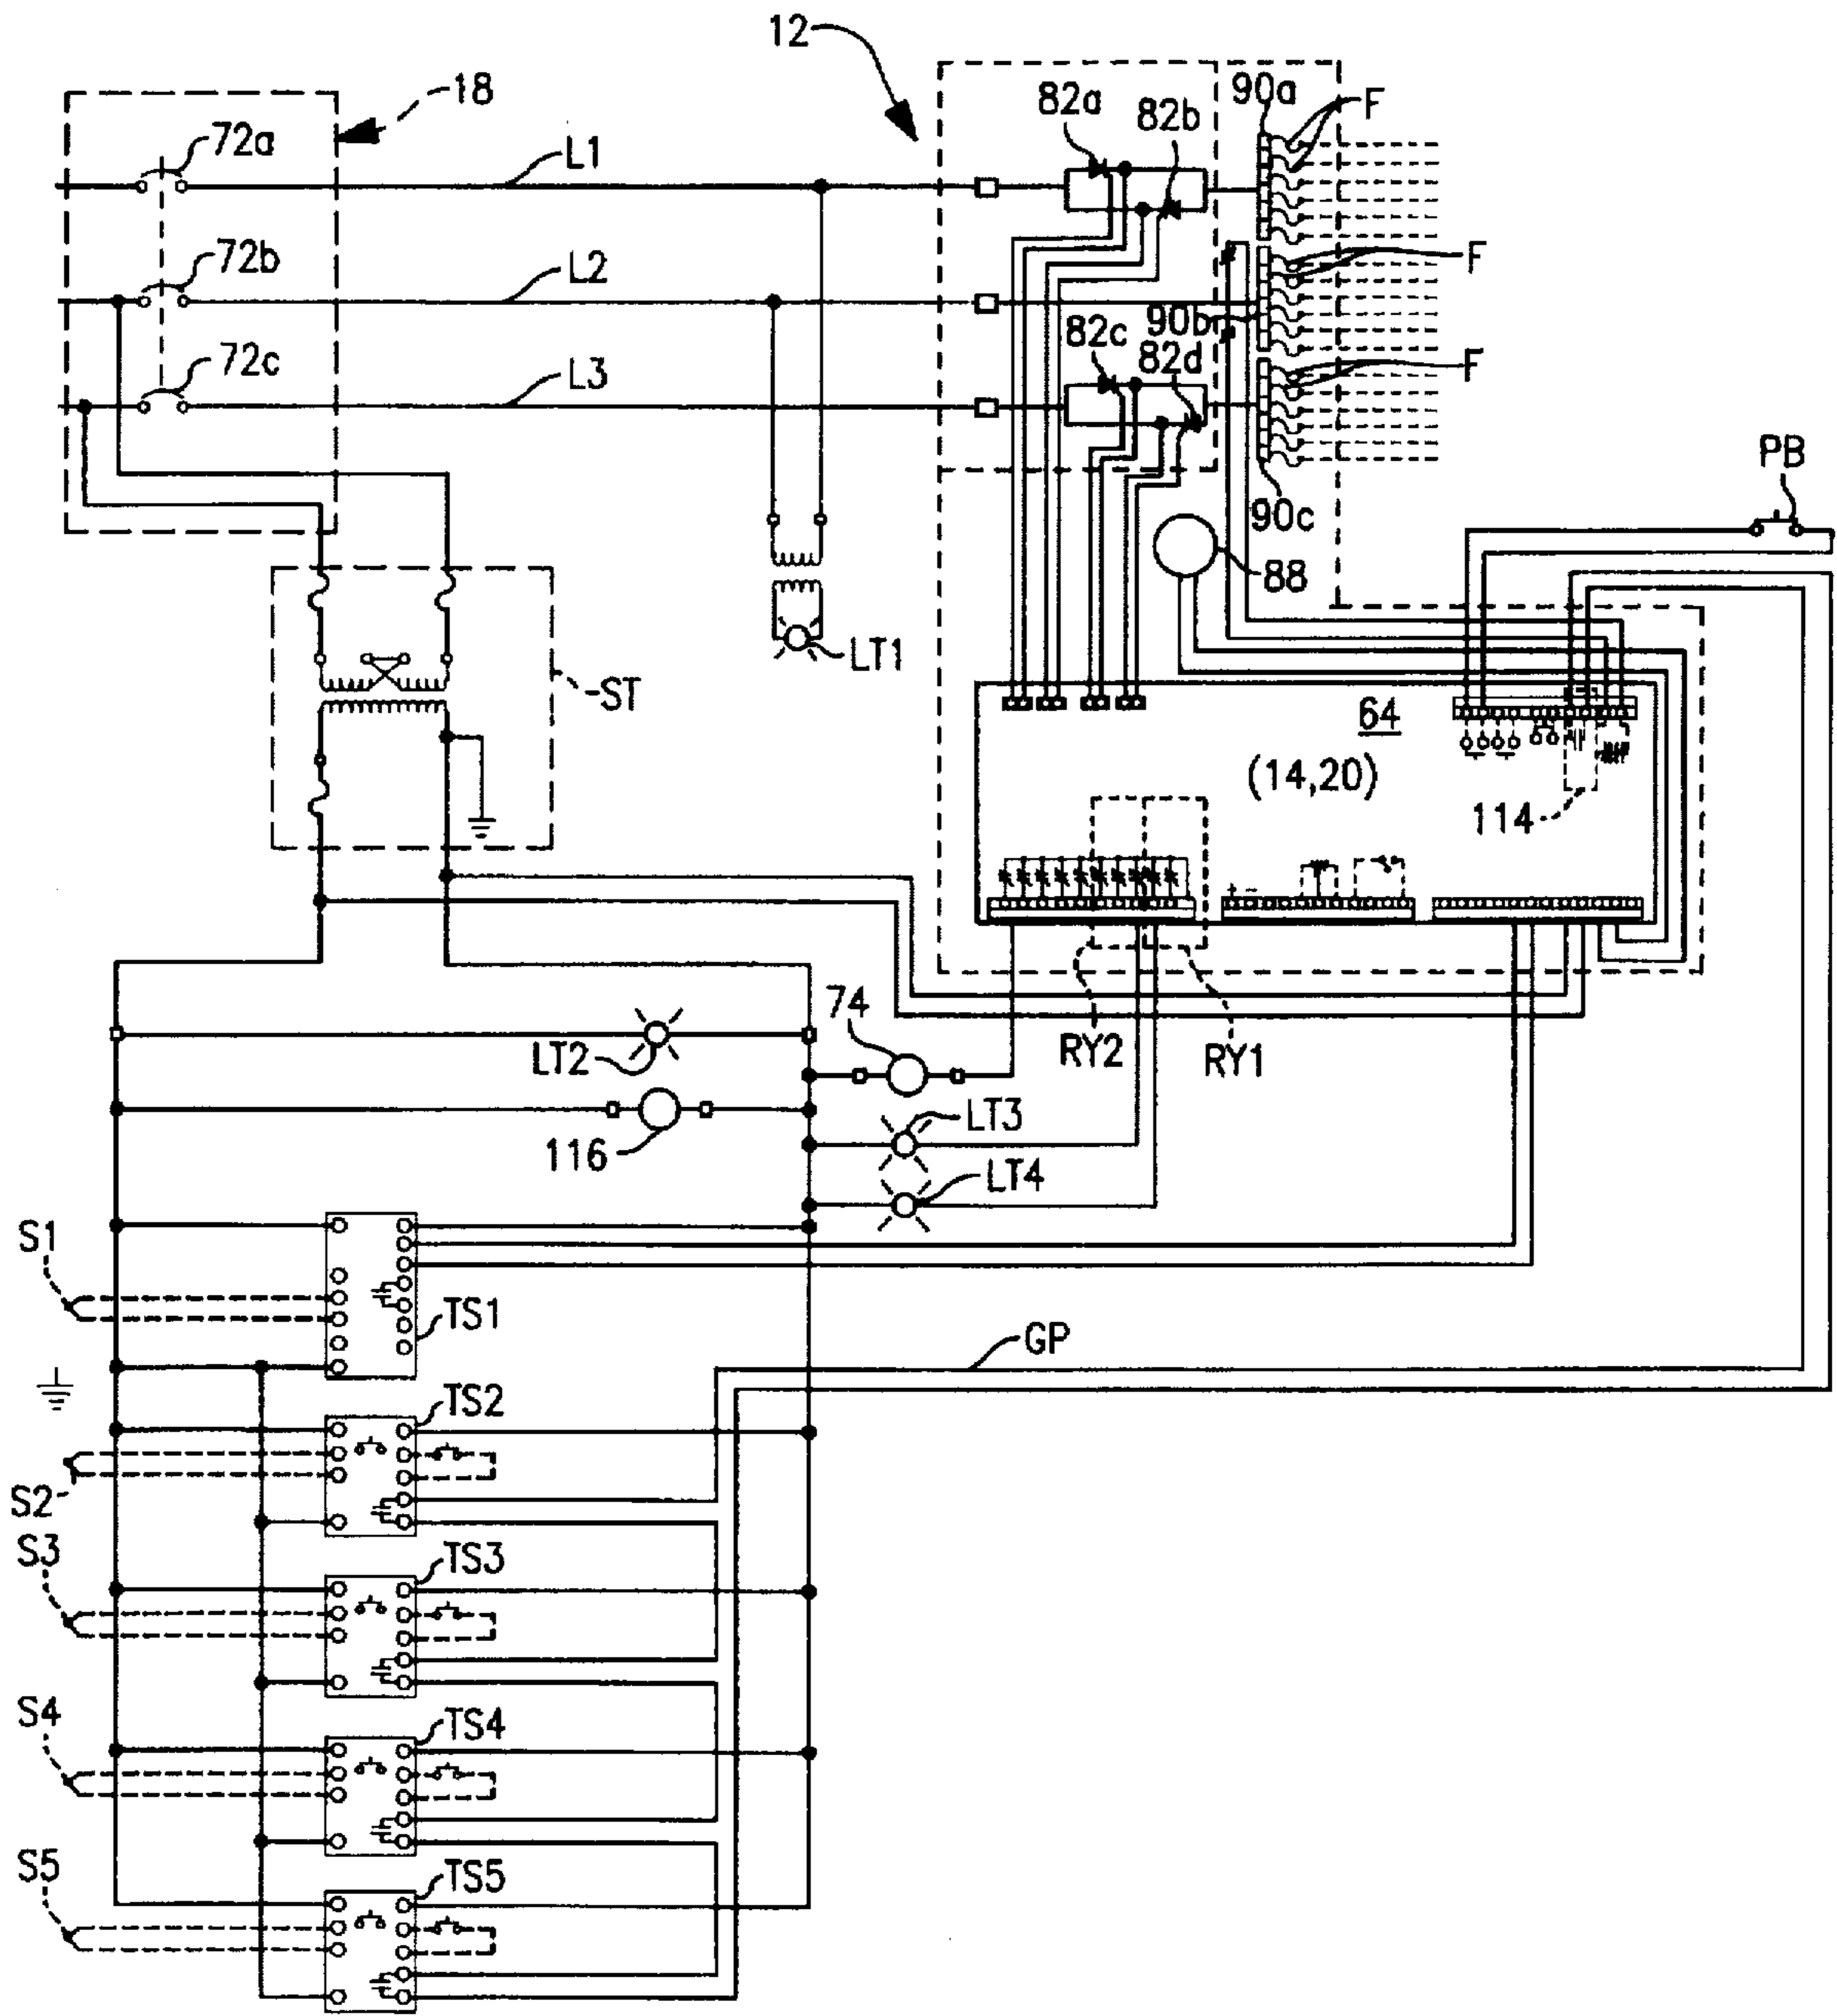 12
18
90a
F
82a
82b
72a
L1
72b
L2
F
90b
82c
82d
72c
L3
F
PB
90c
88
LT1
ST
64
(14,20)
114
+ -
74
RY2
RY1
LT2
LT3
116
LT4
S1
TS1
GP
TS2
S2
S3
TS3
S4
TS4
S5
TS5